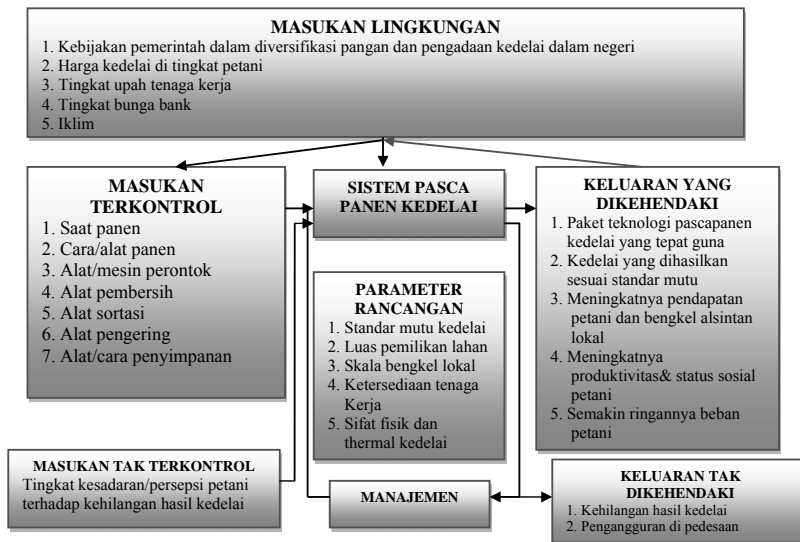 MASUKAN LINGKUNGAN
1. Kebijakan pemerintah dalam diversifikasi pangan dan pengadaan kedelai dalam negeri
2. Harga kedelai di tingkat petani
3. Tingkat upah tenaga kerja
4. Tingkat bunga bank
5. Iklim
MASUKAN
TERKONTROL
1. Saat panen
2. Cara/alat panen
3. Alat/mesin perontok
4. Alat pembersih
5. Alat sortasi
6. Alat pengering
7. Alat/cara penyimpanan
SISTEM PASCA
PANEN KEDELAI
KELUARAN YANG
DIKEHENDAKI
1. Paket teknologi pascapanen
kedelai yang tepat guna
2. Kedelai yang dihasilkan
sesuai standar mutu
3. Meningkatnya pendapatan
petani dan bengkel alsintan
lokal
4. Meningkatnya
produktivitas& status sosial
petani
5. Semakin ringannya beban
petani
PARAMETER
RANCANGAN
1. Standar mutu kedelai
2. Luas pemilikan lahan
3. Skala bengkel lokal
4. Ketersediaan tenaga
Kerja
5. Sifat fisik dan
thermal kedelai
MASUKAN TAK TERKONTROL
Tingkat kesadaran/persepsi petani
terhadap kehilangan hasil kedelai
MANAJEMEN
KELUARAN TAK
DIKEHENDAKI
1. Kehilangan hasil kedelai
2. Pengangguran di pedesaan